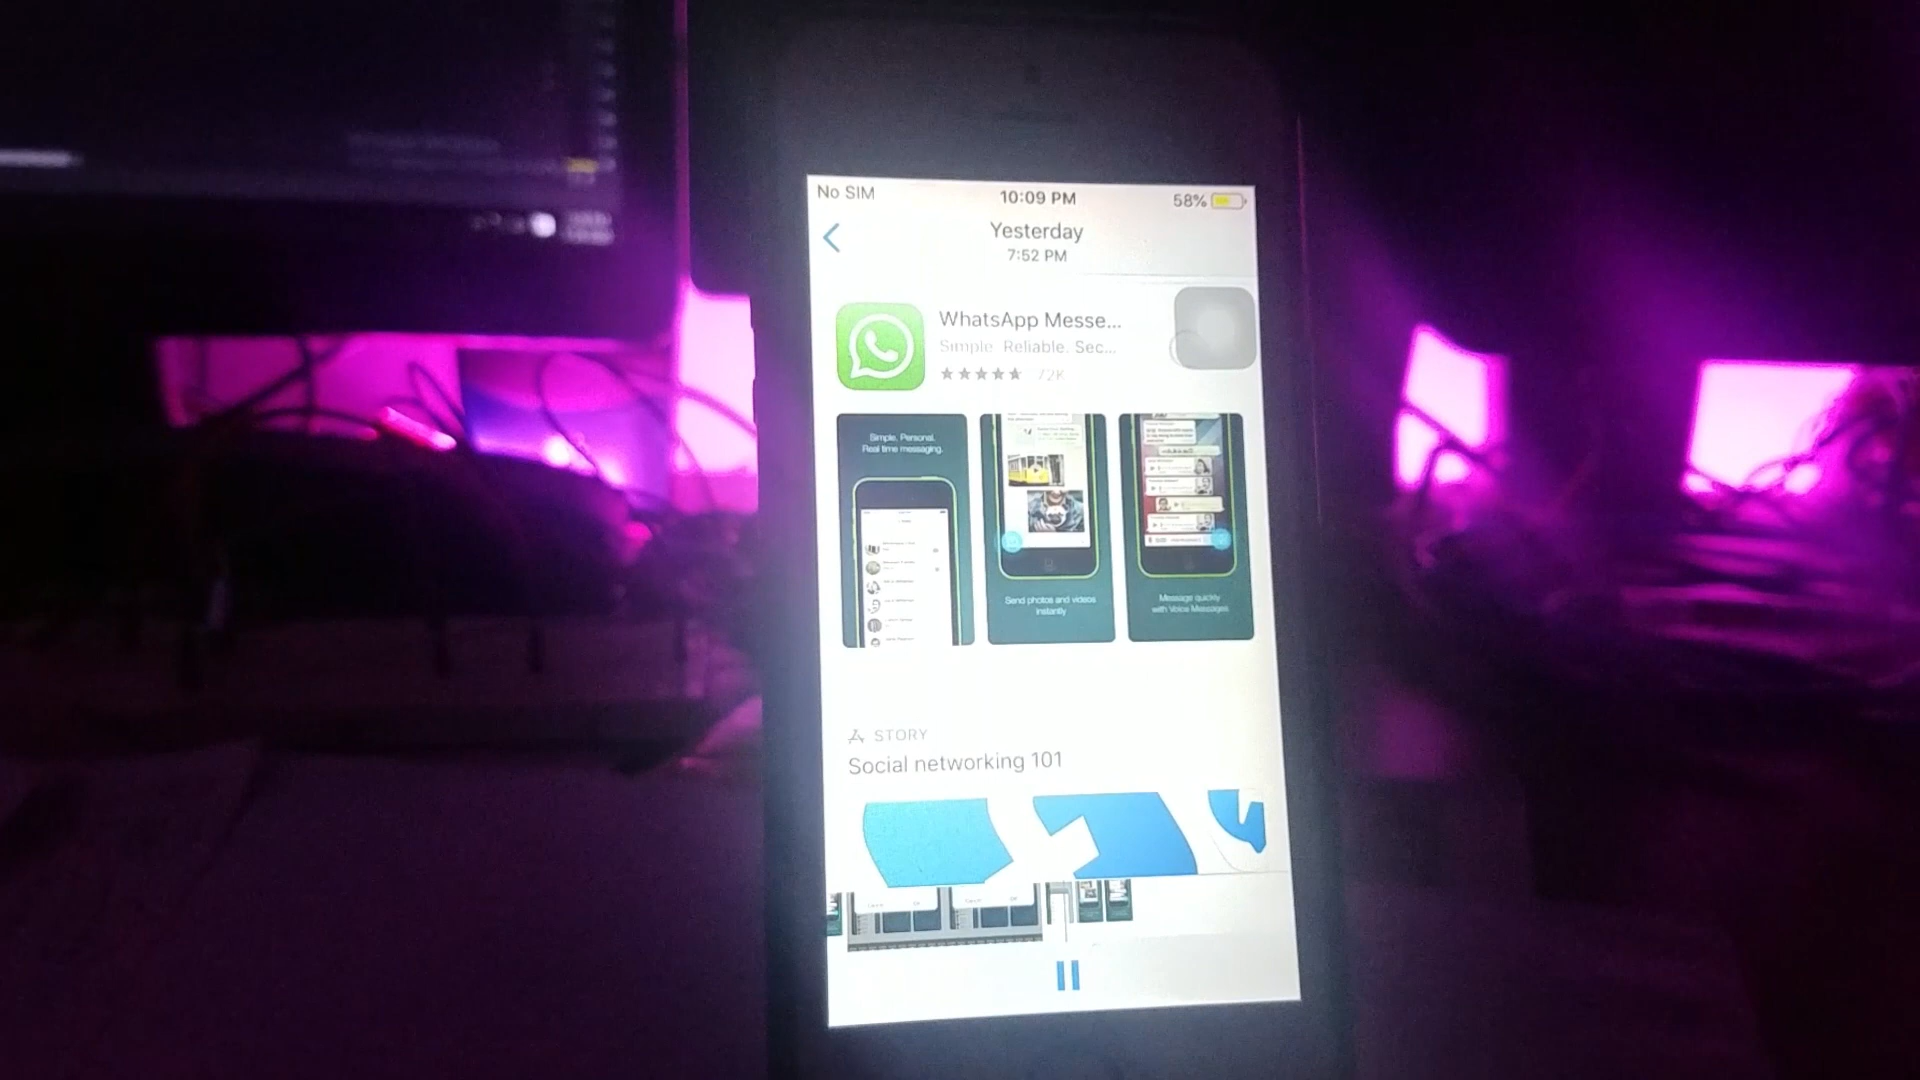 No SIM
10:09 PM
58%
Yesterday
7:52 PM
WhatsApp Messe...
Simple. Reliable. Sec...
72K
Simple. Personal.
Real time messaging.
Send photos and videos
instantly
Message quickly
with Voice Messages
STORY
Social networking 101